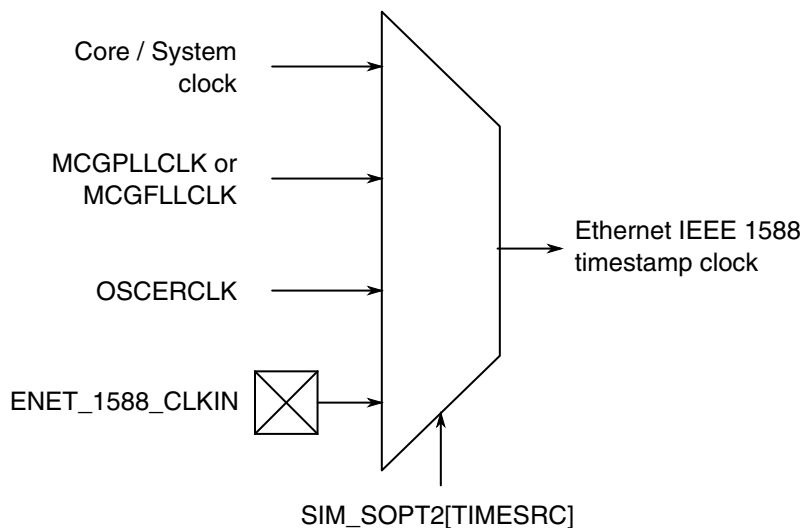 Core / System
clock
MCGPLLCLK or
MCGFLLCLK
Ethernet IEEE 1588
timestamp clock
OSCERCLK
ENET_1588_CLKIN
SIM_SOPT2[TIMESRC]